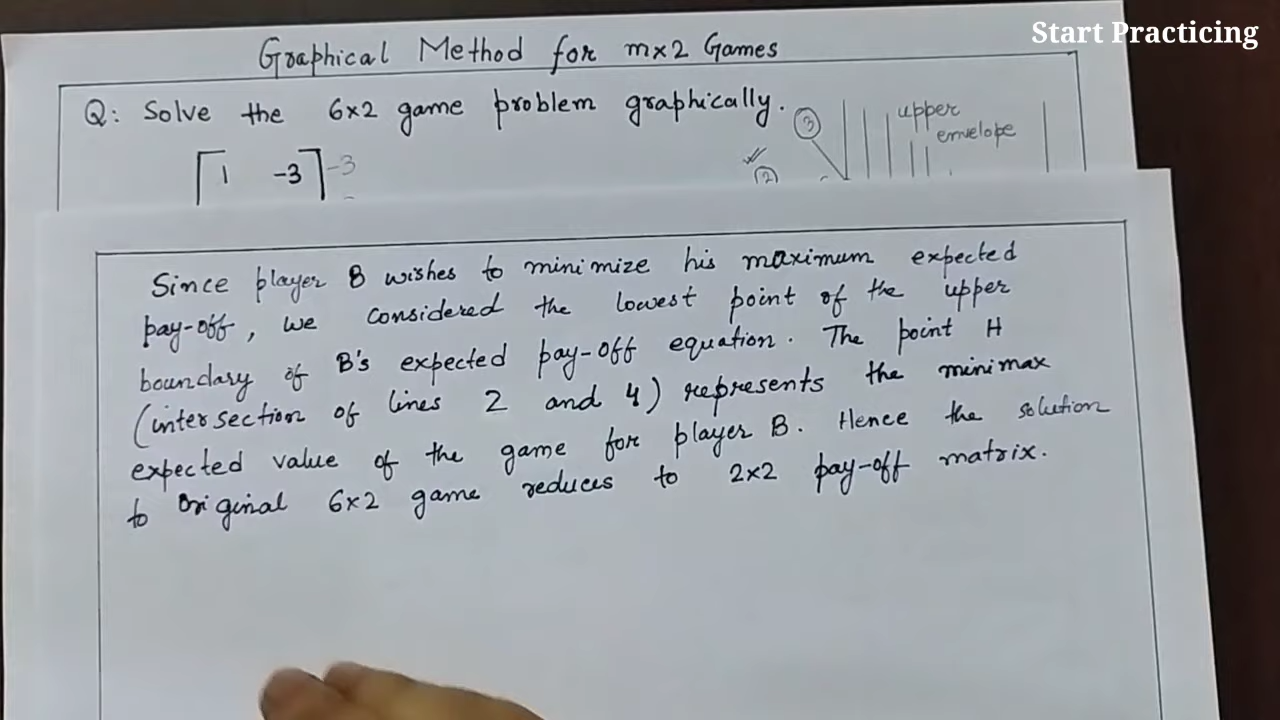 Start Practicing
Graphical Method for m×2 Games
Q: Solve the 6×2 game problem graphically.
3 upper
envelope
1 -3 -3
2
Since player B wishes to minimize his maximum expected
pay-off, we considered the lowest point of the upper
boundary of B's expected pay-off equation. The point H
(intersection of lines 2 and 4) represents the minimax
expected value of the game for player B. Hence the solution
to original 6×2 game reduces to 2×2 pay-off matrix.